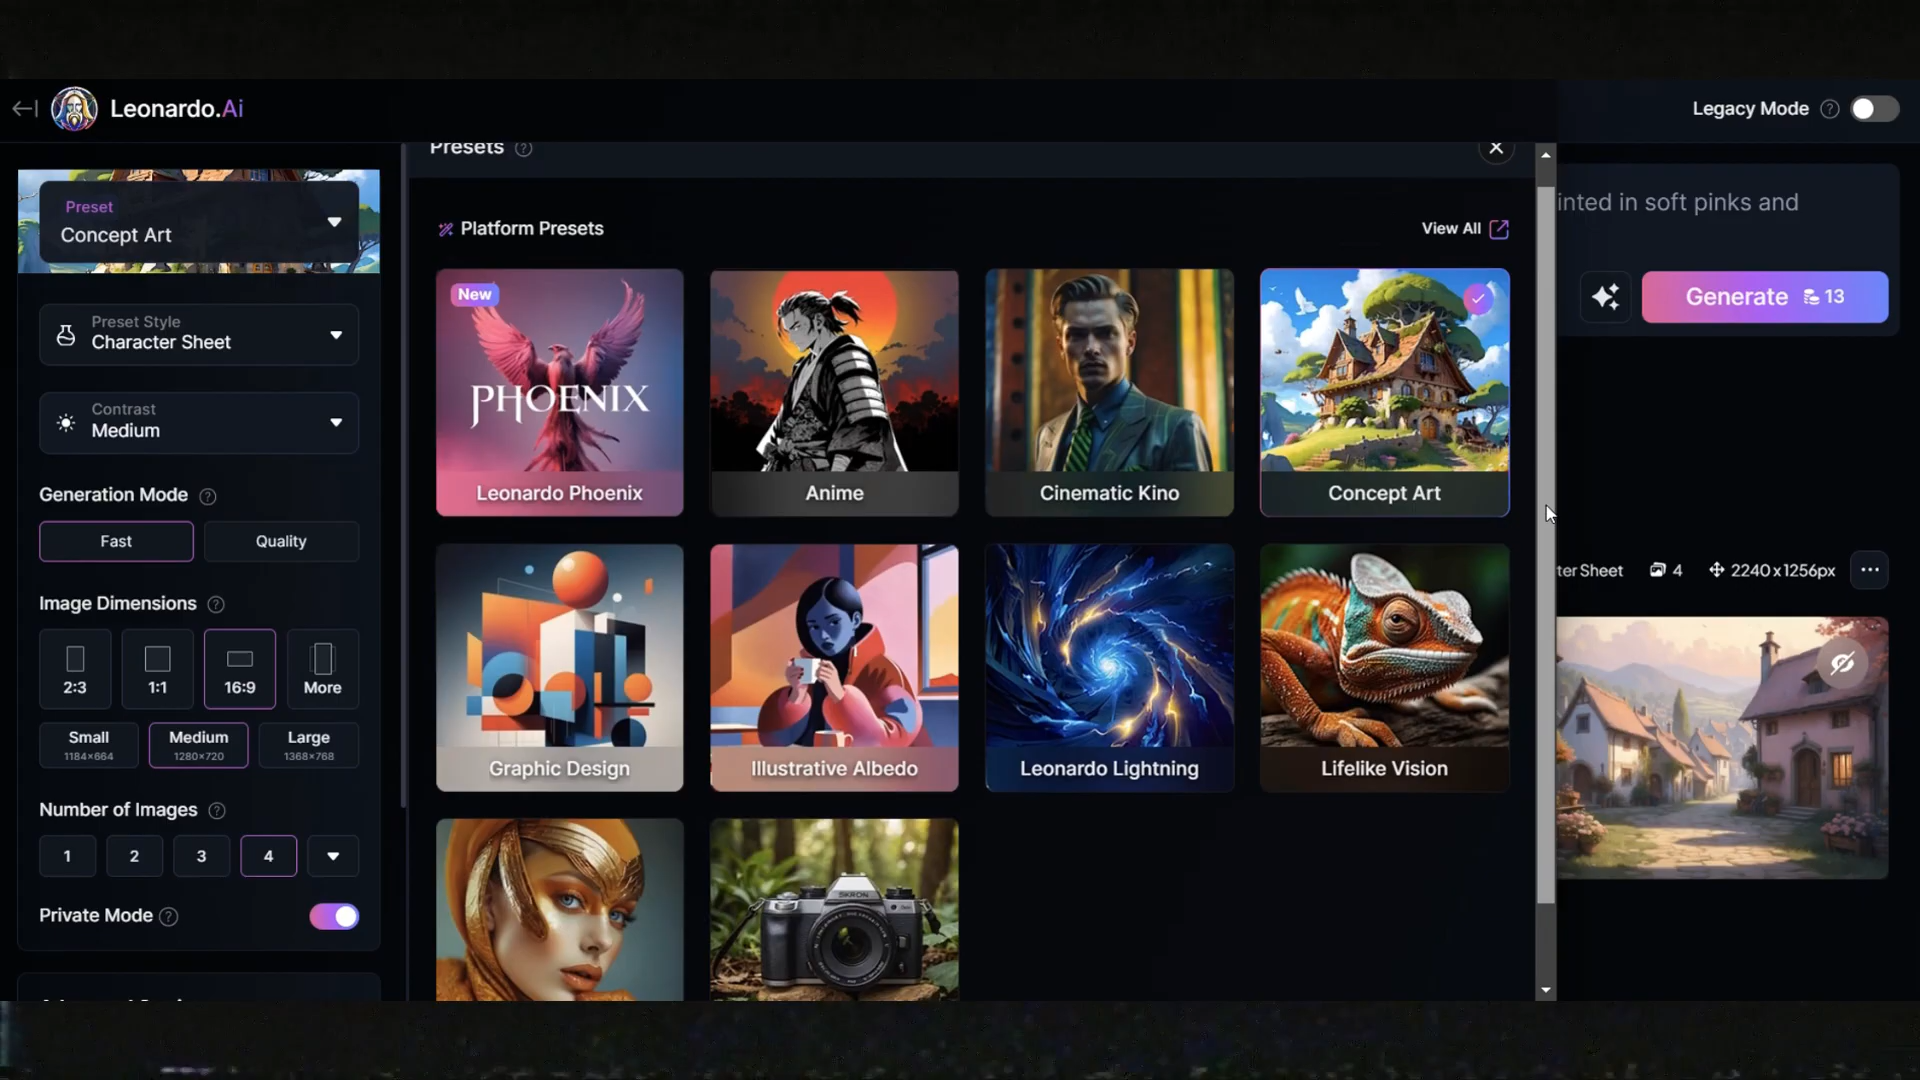 Leonardo.Ai
Legacy Mode
Presets
Preset
Concept Art
Preset Style
Character Sheet
Contrast
Medium
Generation Mode
Fast
Quality
Image Dimensions
2:3
1:1
16:9
More
Small
1184×664
Medium
1280×720
Large
1368×768
Number of Images
1
2
3
4
Private Mode
Platform Presets
View All
New
PHOENIX
Leonardo Phoenix
Anime
Cinematic Kino
Concept Art
Graphic Design
Illustrative Albedo
Leonardo Lightning
Lifelike Vision
inted in soft pinks and
Generate 13
ter Sheet
4
2240 x 1256px